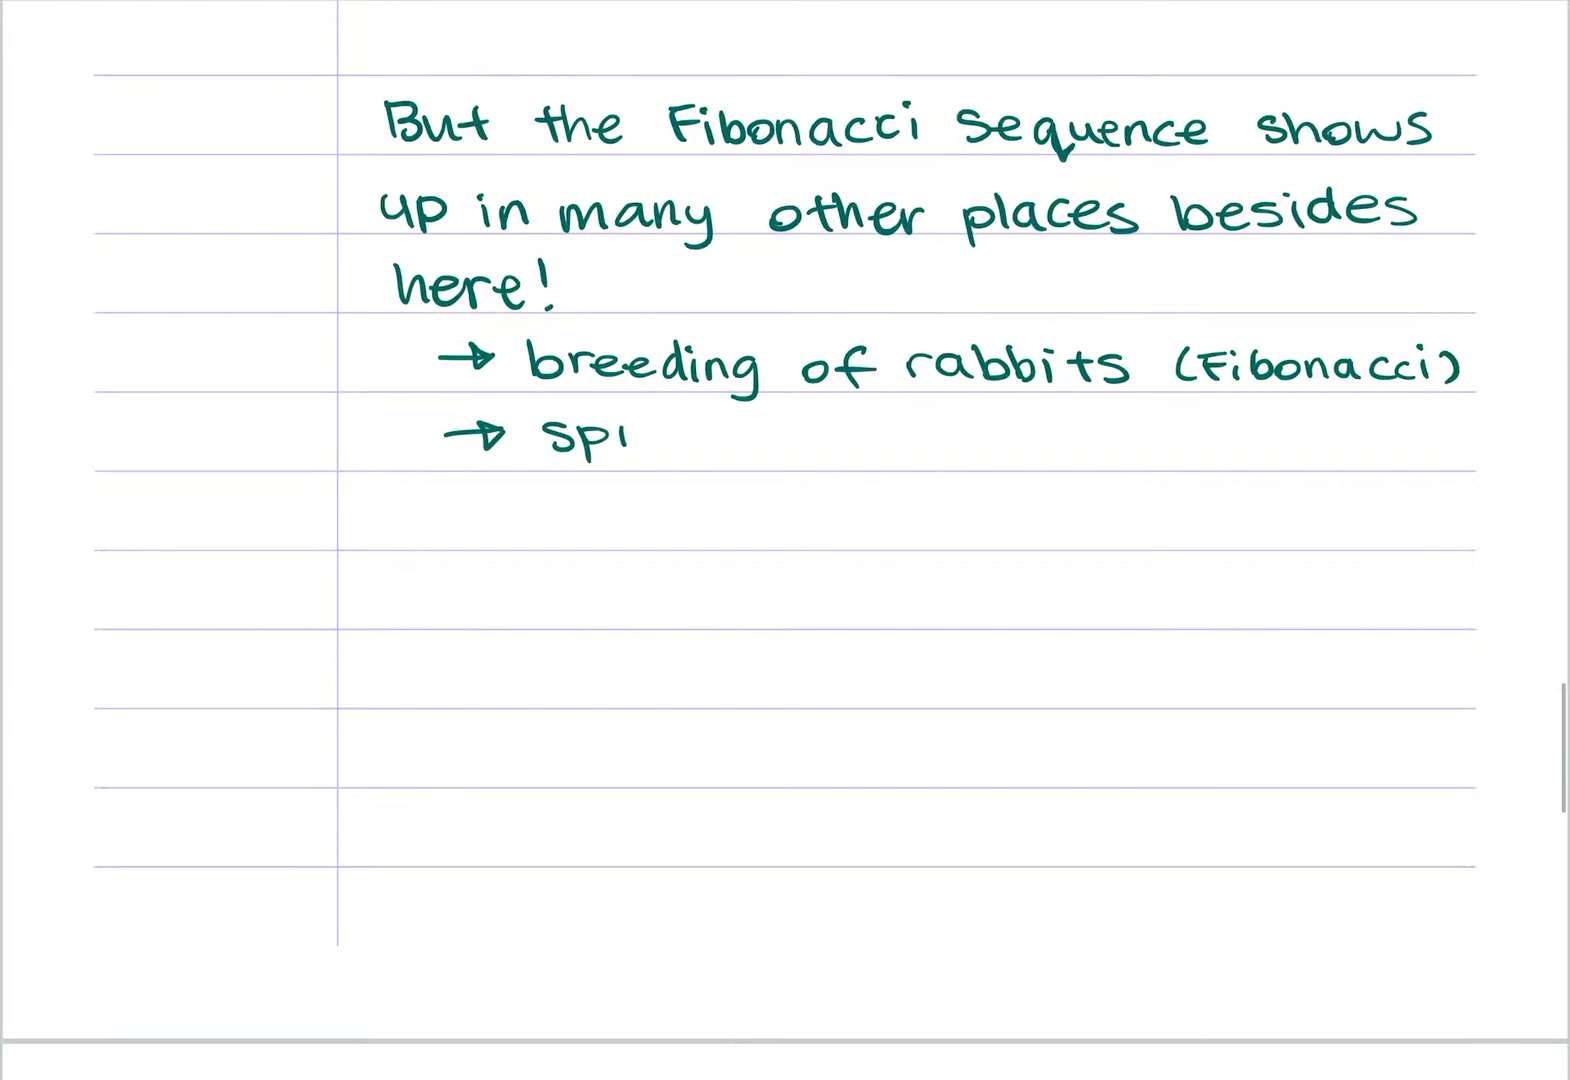 But the Fibonacci Sequence shows
up in many other places besides
here!
→ breeding of rabbits (Fibonacci)
→ spi